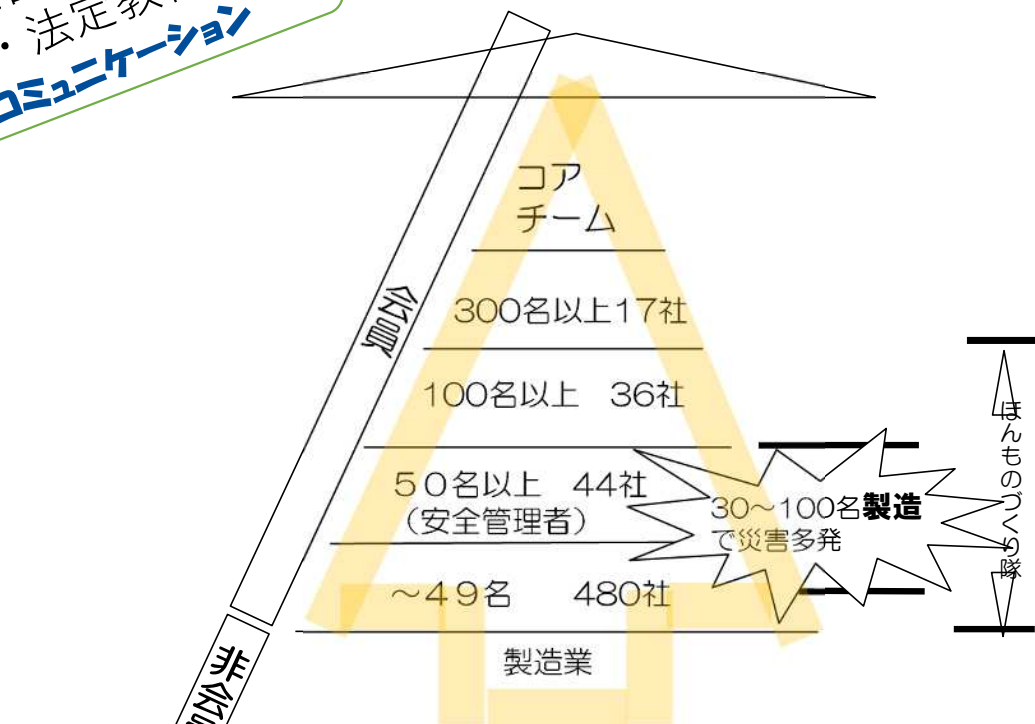 ・法定教
コミュニケーション
コア
チーム
会員
300名以上17社
100名以上　36社
５０名以上　44社
（安全管理者）
30～100名製造
で災害多発
～４９名　480社
ほんものづくり隊
製造業
非会